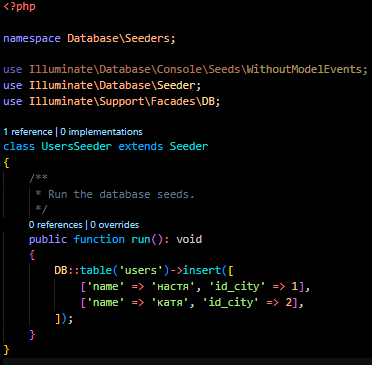 <?php
namespace Database\Seeders;
use Illuminate\Database\Console\Seeds\WithoutModelEvents;
use Illuminate\Database\Seeder;
use Illuminate\Support\Facades\DB;
1 reference | 0 implementations
class UsersSeeder extends Seeder
{
/**
* Run the database seeds.
*/
0 references | 0 overrides
public function run(): void
{
DB::table('users')->insert([
['name' => 'настя', 'id_city' => 1],
['name' => 'катя', 'id_city' => 2],
]);
}
}